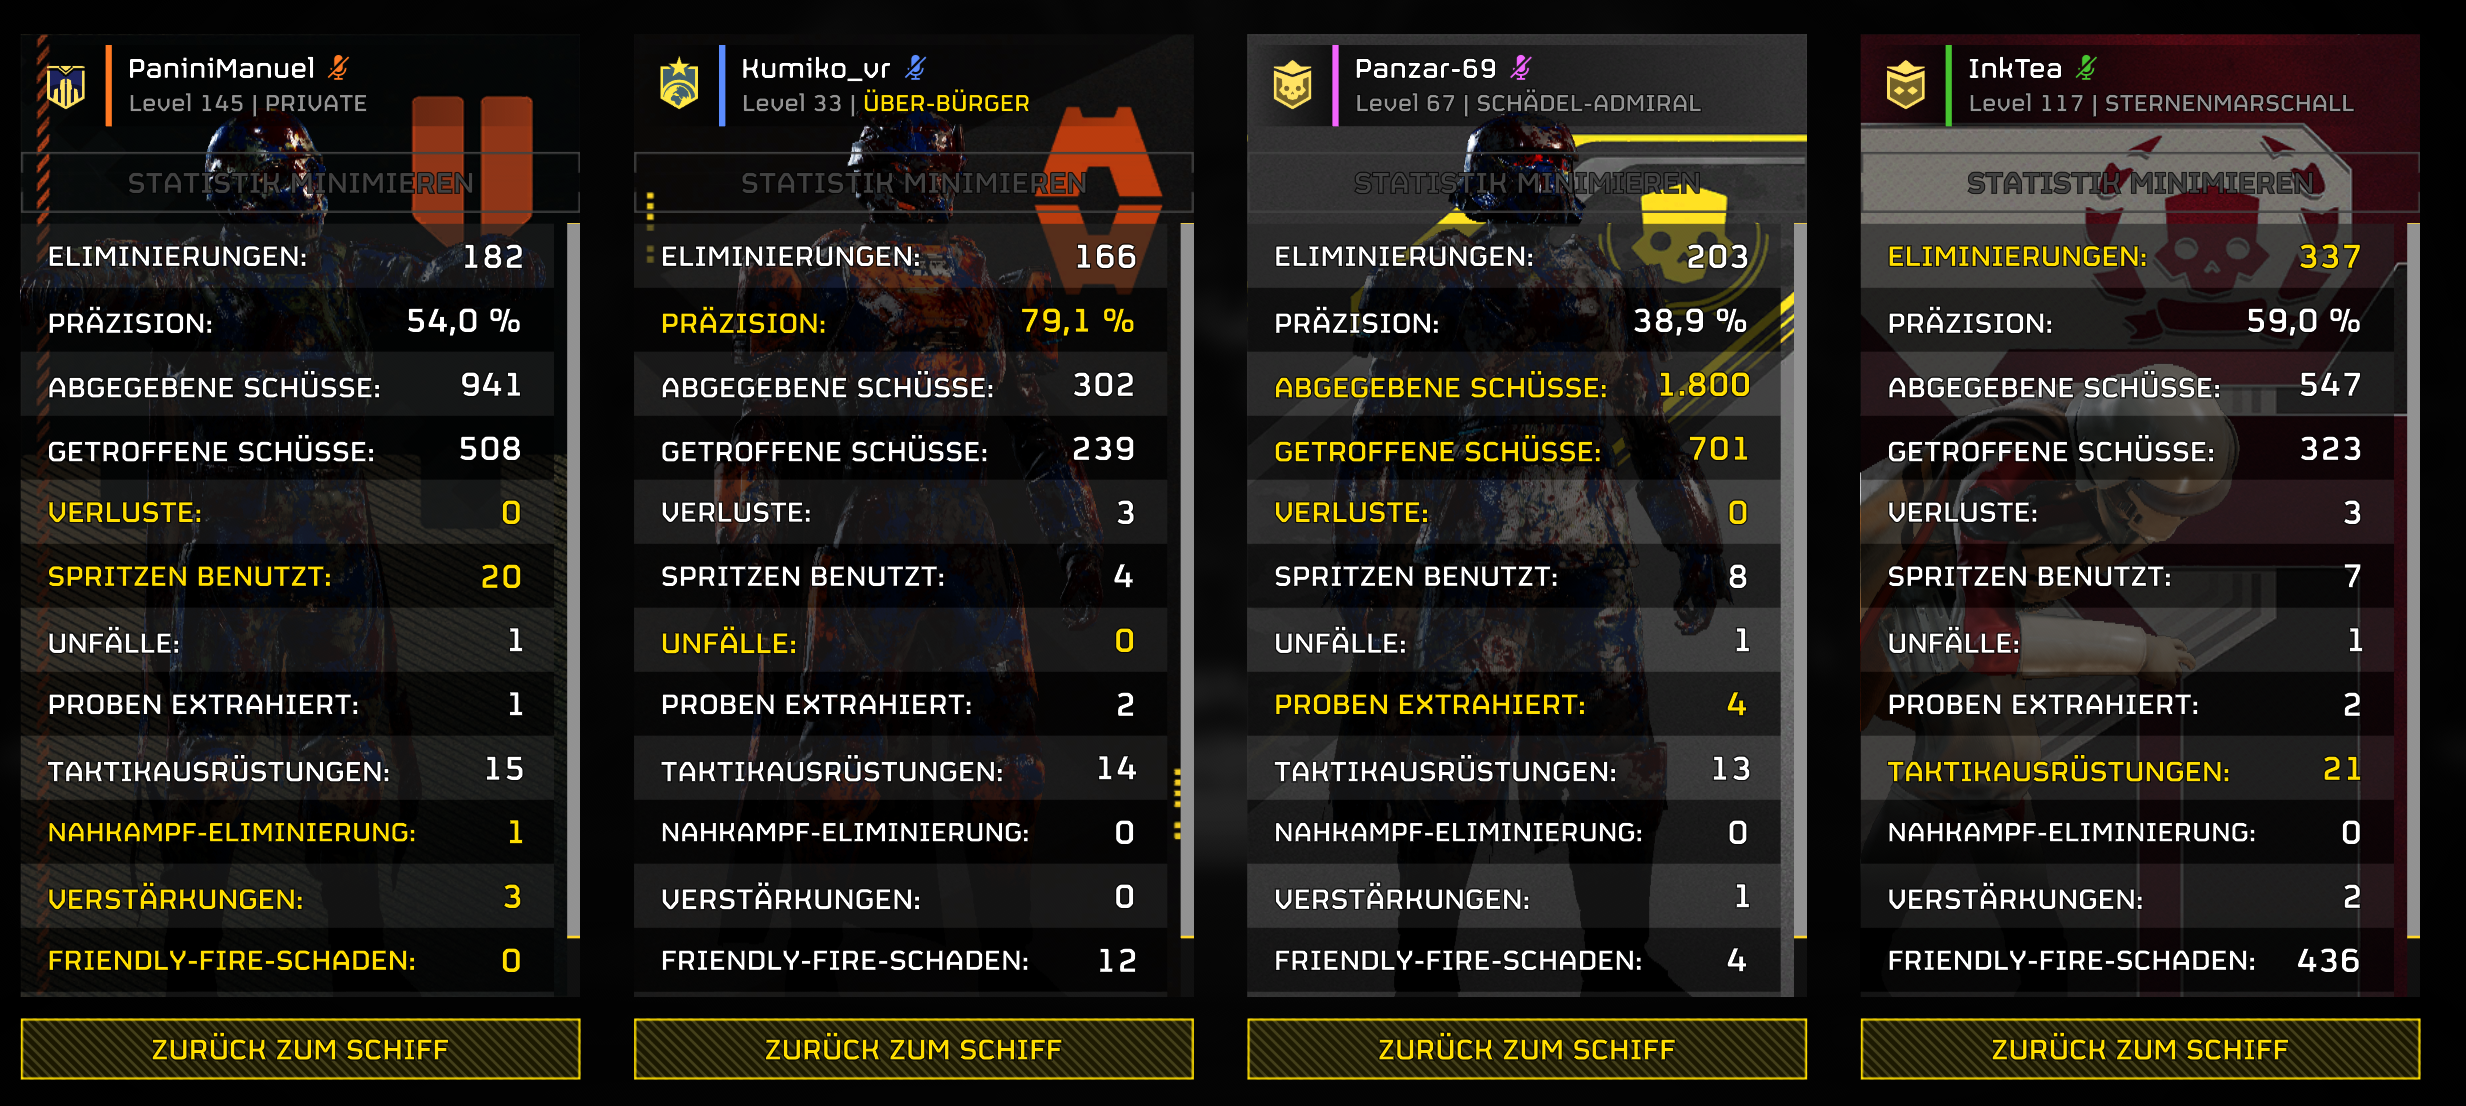 PaniniManuel
Level 145 | PRIVATE
STATISTIK MINIMIEREN
ELIMINIERUNGEN: 182
PRÄZISION: 54,0 %
ABGEGEBENE SCHÜSSE: 941
GETROFFENE SCHÜSSE: 508
VERLUSTE: 0
SPRITZEN BENUTZT: 20
UNFÄLLE: 1
PROBEN EXTRAHIERT: 1
TAKTIKAUSRÜSTUNGEN: 15
NAHKAMPF-ELIMINIERUNG: 1
VERSTÄRKUNGEN: 3
FRIENDLY-FIRE-SCHADEN: 0
ZURÜCK ZUM SCHIFF
Kumiko_vr
Level 33 | ÜBER-BÜRGER
STATISTIK MINIMIEREN
ELIMINIERUNGEN: 166
PRÄZISION: 79,1 %
ABGEGEBENE SCHÜSSE: 302
GETROFFENE SCHÜSSE: 239
VERLUSTE: 3
SPRITZEN BENUTZT: 4
UNFÄLLE: 0
PROBEN EXTRAHIERT: 2
TAKTIKAUSRÜSTUNGEN: 14
NAHKAMPF-ELIMINIERUNG: 0
VERSTÄRKUNGEN: 0
FRIENDLY-FIRE-SCHADEN: 12
ZURÜCK ZUM SCHIFF
Panzar-69
Level 67 | SCHÄDEL-ADMIRAL
STATISTIK MINIMIEREN
ELIMINIERUNGEN: 203
PRÄZISION: 38,9 %
ABGEGEBENE SCHÜSSE: 1.800
GETROFFENE SCHÜSSE: 701
VERLUSTE: 0
SPRITZEN BENUTZT: 8
UNFÄLLE: 1
PROBEN EXTRAHIERT: 4
TAKTIKAUSRÜSTUNGEN: 13
NAHKAMPF-ELIMINIERUNG: 0
VERSTÄRKUNGEN: 1
FRIENDLY-FIRE-SCHADEN: 4
ZURÜCK ZUM SCHIFF
InkTea
Level 117 | STERNENMARSCHALL
STATISTIK MINIMIEREN
ELIMINIERUNGEN: 337
PRÄZISION: 59,0 %
ABGEGEBENE SCHÜSSE: 547
GETROFFENE SCHÜSSE: 323
VERLUSTE: 3
SPRITZEN BENUTZT: 7
UNFÄLLE: 1
PROBEN EXTRAHIERT: 2
TAKTIKAUSRÜSTUNGEN: 21
NAHKAMPF-ELIMINIERUNG: 0
VERSTÄRKUNGEN: 2
FRIENDLY-FIRE-SCHADEN: 436
ZURÜCK ZUM SCHIFF